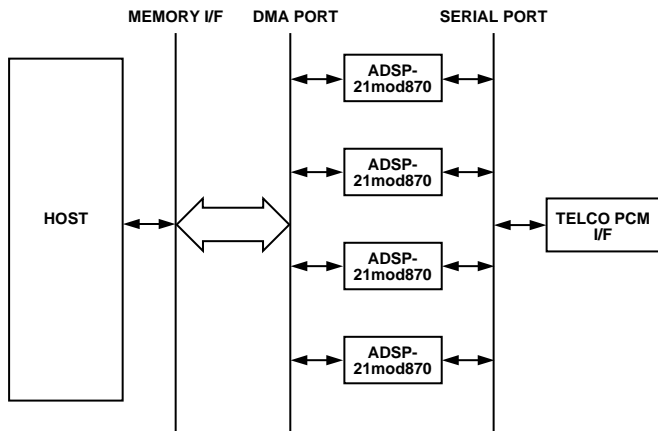 MEMORY I/F
DMA PORT
SERIAL PORT
ADSP-
21mod870
ADSP-
21mod870
HOST
TELCO PCM
I/F
ADSP-
21mod870
ADSP-
21mod870